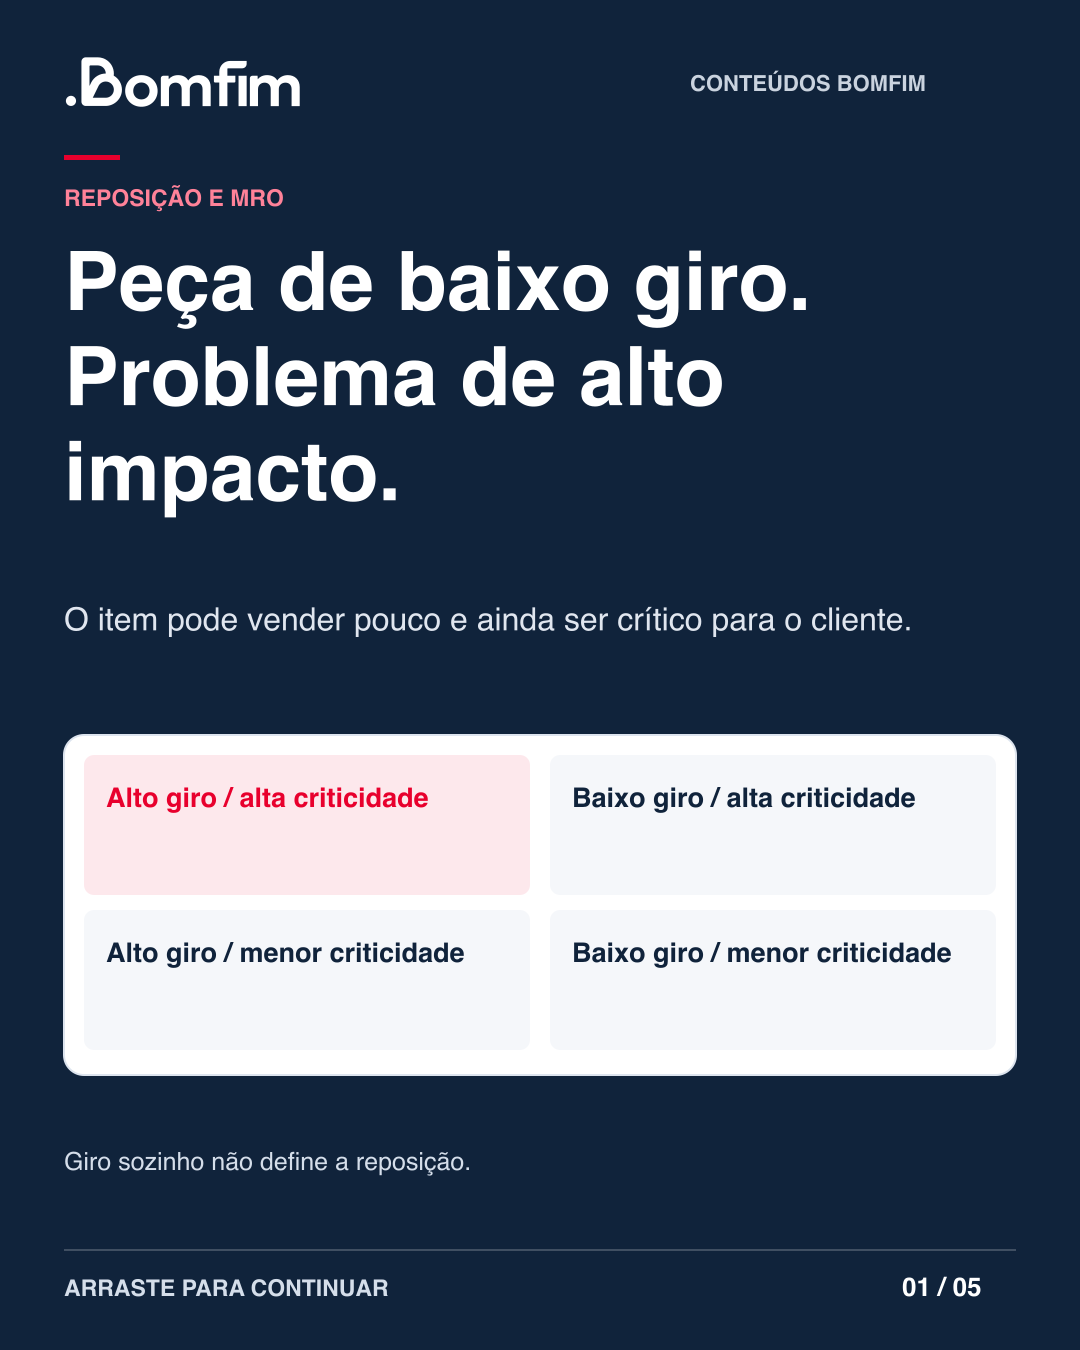 .Bomfim
CONTEÚDOS BOMFIM
REPOSIÇÃO E MRO
Peça de baixo giro.
Problema de alto
impacto.
O item pode vender pouco e ainda ser crítico para o cliente.
Alto giro / alta criticidade
Baixo giro / alta criticidade
Alto giro / menor criticidade
Baixo giro / menor criticidade
Giro sozinho não define a reposição.
ARRASTE PARA CONTINUAR
01 / 05